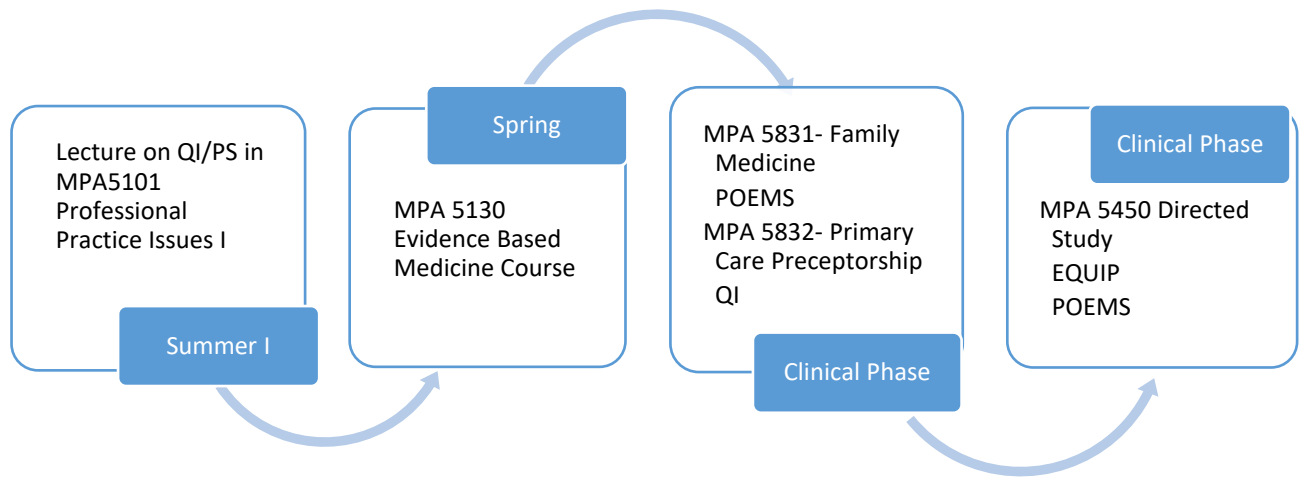 Lecture on QI/PS in
MPA5101
Professional
Practice Issues I
Summer I
Spring
MPA 5130
Evidence Based
Medicine Course
MPA 5831- Family
Medicine
POEMS
MPA 5832- Primary
Care Preceptorship
QI
Clinical Phase
Clinical Phase
MPA 5450 Directed
Study
EQUIP
POEMS